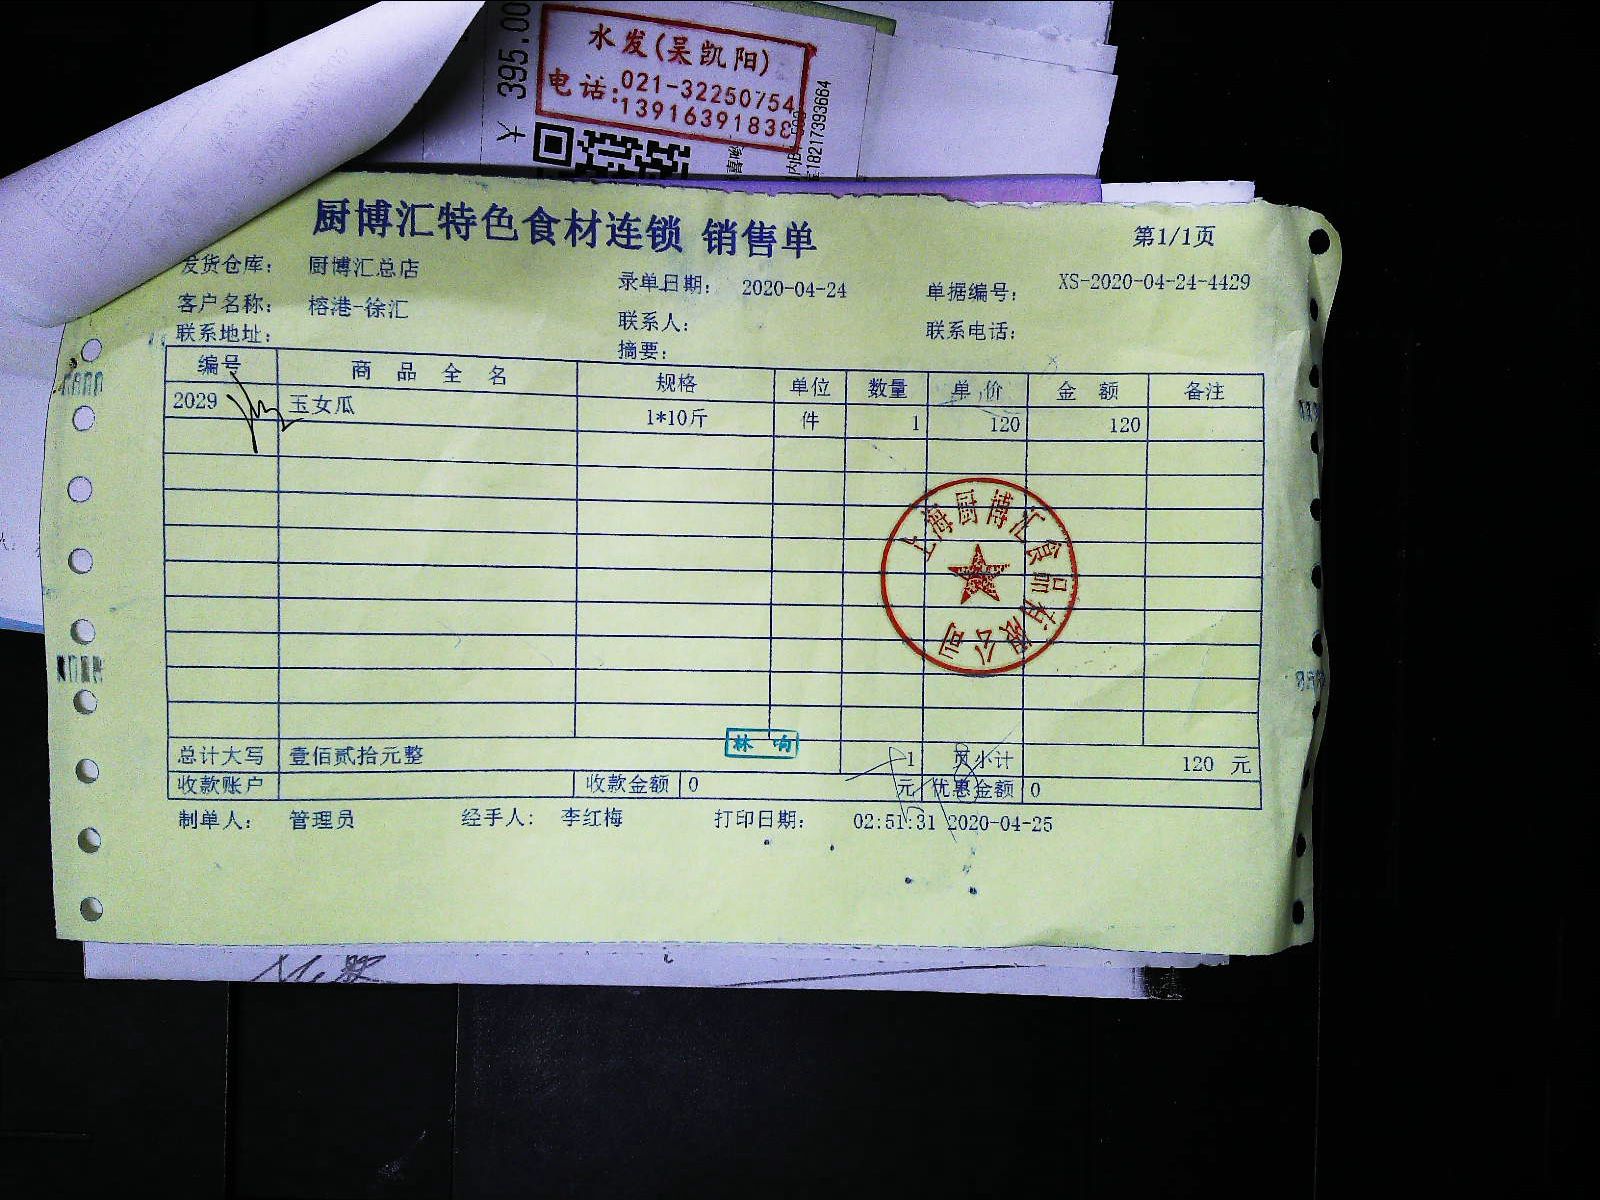 395.00
大
水发(吴凯阳)
电话:021-32250754
13916391838
18217393664
厨博汇特色食材连锁 销售单
第1/1页
发货仓库: 厨博汇总店 录单日期: 2020-04-24 单据编号: XS-2020-04-24-4429
客户名称: 榕港-徐汇 联系人: 联系电话:
联系地址: 摘要:
编号 商品全名 规格 单位 数量 单价 金额 备注
2029 玉女瓜 1*10斤 件 1 120 120
上海厨博汇食品有限公司
林响
总计大写 壹佰贰拾元整 1 页小计 120 元
收款账户 收款金额 0 元 优惠金额 0
制单人: 管理员 经手人: 李红梅 打印日期: 02:51:31 2020-04-25